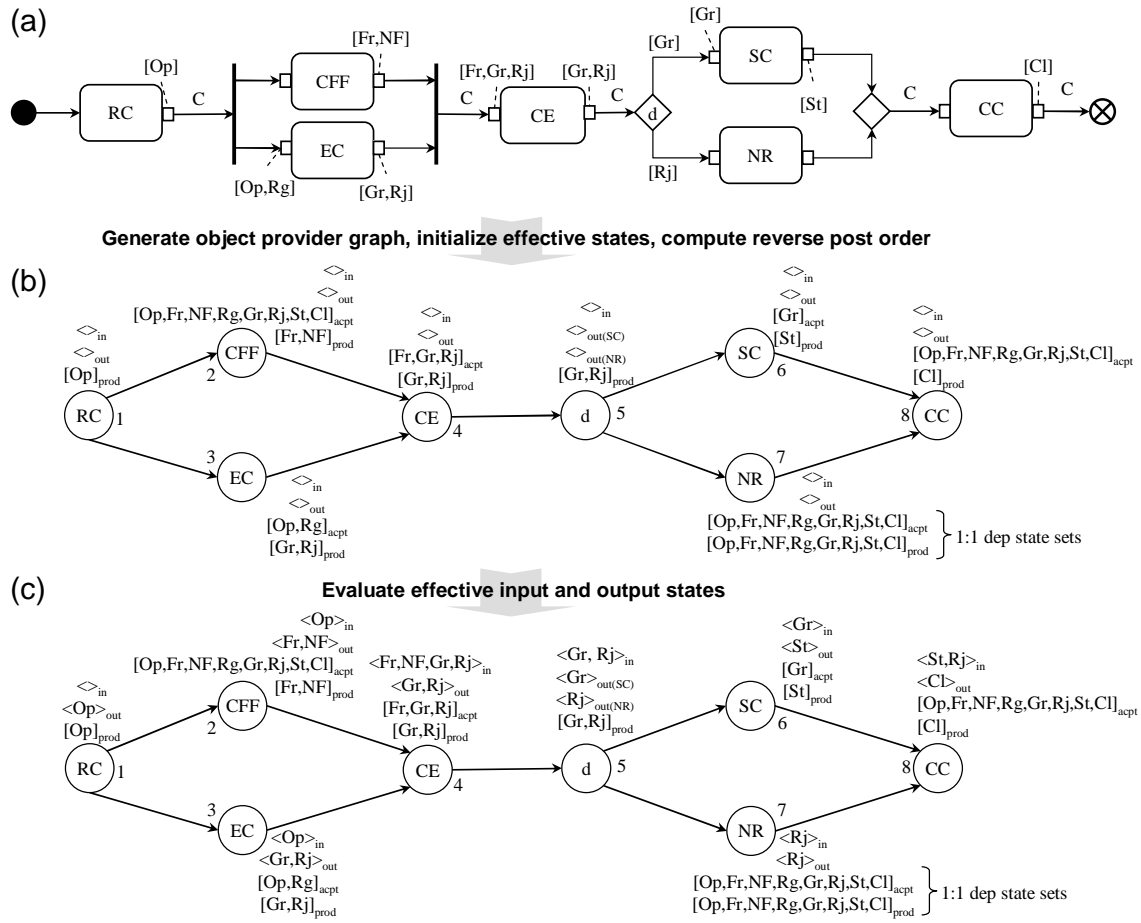 (a)
[Op]
RC
C
[Fr,NF]
CFF
EC
[Op,Rg]
[Gr,Rj]
C
[Fr,Gr,Rj]
[Gr,Rj]
CE
C
d
[Gr]
[Gr]
SC
[St]
[Rj]
NR
C
CC
[Cl]
C
Generate object provider graph, initialize effective states, compute reverse post order
(b)
<>in
<>out
[Op]prod
RC
1
<>in
<>out
[Op,Fr,NF,Rg,Gr,Rj,St,Cl]acpt
[Fr,NF]prod
CFF
2
3
EC
<>in
<>out
[Op,Rg]acpt
[Gr,Rj]prod
<>in
<>out
[Fr,Gr,Rj]acpt
[Gr,Rj]prod
CE
4
<>in
<>out(SC)
<>out(NR)
[Gr,Rj]prod
d
5
<>in
<>out
[Gr]acpt
[St]prod
SC
6
7
NR
<>in
<>out
[Op,Fr,NF,Rg,Gr,Rj,St,Cl]acpt
[Op,Fr,NF,Rg,Gr,Rj,St,Cl]prod
1:1 dep state sets
<>in
<>out
[Op,Fr,NF,Rg,Gr,Rj,St,Cl]acpt
[Cl]prod
8
CC
Evaluate effective input and output states
(c)
<>in
<Op>out
[Op]prod
RC
1
<Op>in
<Fr,NF>out
[Op,Fr,NF,Rg,Gr,Rj,St,Cl]acpt
[Fr,NF]prod
CFF
2
3
EC
<Op>in
<Gr,Rj>out
[Op,Rg]acpt
[Gr,Rj]prod
<Fr,NF,Gr,Rj>in
<Gr,Rj>out
[Fr,Gr,Rj]acpt
[Gr,Rj]prod
CE
4
<Gr, Rj>in
<Gr>out(SC)
<Rj>out(NR)
[Gr,Rj]prod
d
5
<Gr>in
<St>out
[Gr]acpt
[St]prod
SC
6
7
NR
<Rj>in
<Rj>out
[Op,Fr,NF,Rg,Gr,Rj,St,Cl]acpt
[Op,Fr,NF,Rg,Gr,Rj,St,Cl]prod
1:1 dep state sets
<St,Rj>in
<Cl>out
[Op,Fr,NF,Rg,Gr,Rj,St,Cl]acpt
[Cl]prod
8
CC